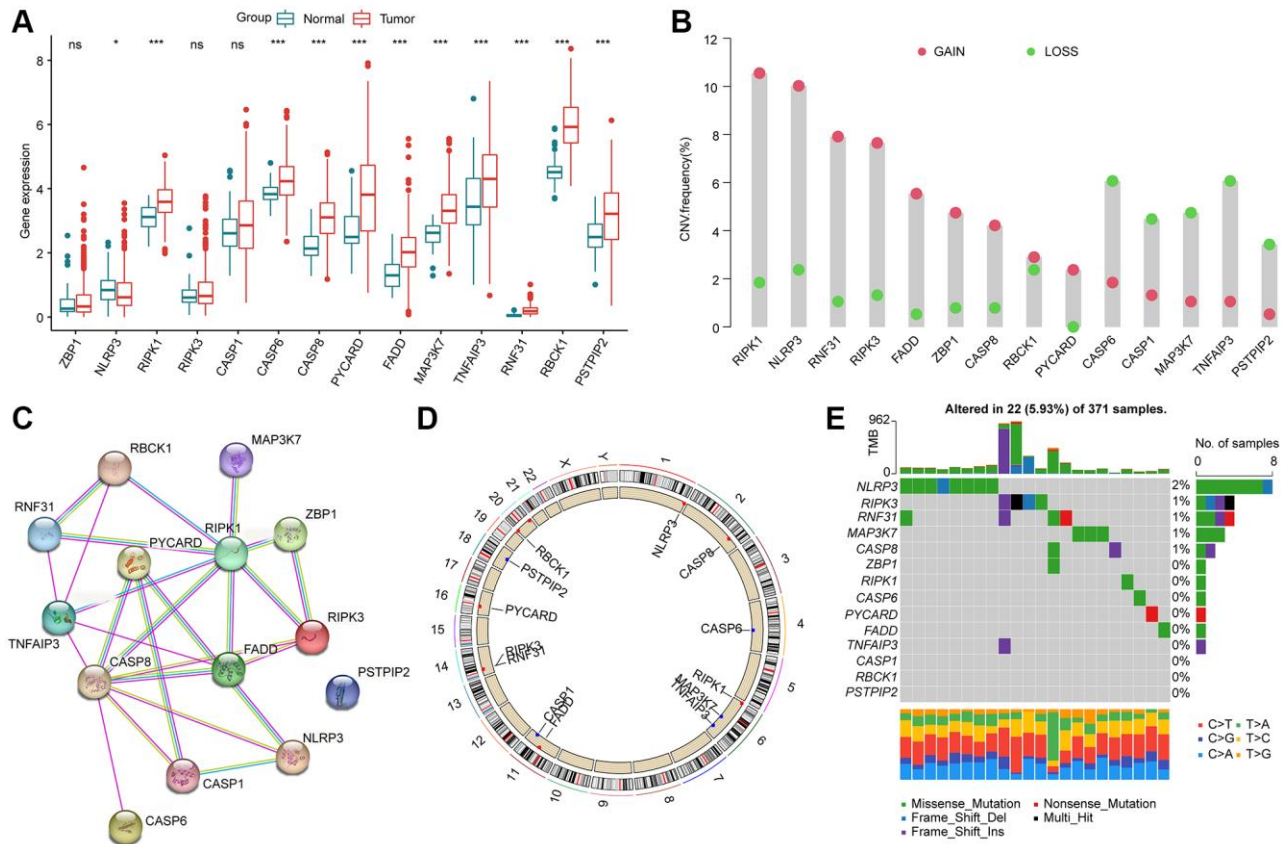 A
Group Normal Tumor
ns * *** ns ns *** *** *** *** *** *** *** *** ***
Gene expression
8
6
4
2
0
ZBP1 NLRP3 RIPK1 RIPK3 CASP1 CASP6 CASP8 PYCARD FADD MAP3K7 TNFAIP3 RNF31 RBCK1 PSTPIP2
B
GAIN LOSS
CNV.frequency(%)
12
10
8
6
4
2
0
RIPK1 NLRP3 RNF31 RIPK3 FADD ZBP1 CASP8 RBCK1 PYCARD CASP6 CASP1 MAP3K7 TNFAIP3 PSTPIP2
C
RBCK1
MAP3K7
RNF31
RIPK1
ZBP1
PYCARD
TNFAIP3
RIPK3
CASP8
FADD
PSTPIP2
NLRP3
CASP1
CASP6
D
1
2
3
4
5
6
7
8
9
10
11
12
13
14
15
16
17
18
19
20
21
22
X
Y
NLRP3
CASP8
CASP6
RIPK1
MAP3K7
TNFAIP3
CASP1
FADD
RIPK3
RNF31
PYCARD
PSTPIP2
RBCK1
E
Altered in 22 (5.93%) of 371 samples.
TMB
962
0
No. of samples
0 8
NLRP3 2%
RIPK3 1%
RNF31 1%
MAP3K7 1%
CASP8 1%
ZBP1 0%
RIPK1 0%
CASP6 0%
PYCARD 0%
FADD 0%
TNFAIP3 0%
CASP1 0%
RBCK1 0%
PSTPIP2 0%
C>T T>A
C>G T>C
C>A T>G
Missense_Mutation Nonsense_Mutation
Frame_Shift_Del Multi_Hit
Frame_Shift_Ins